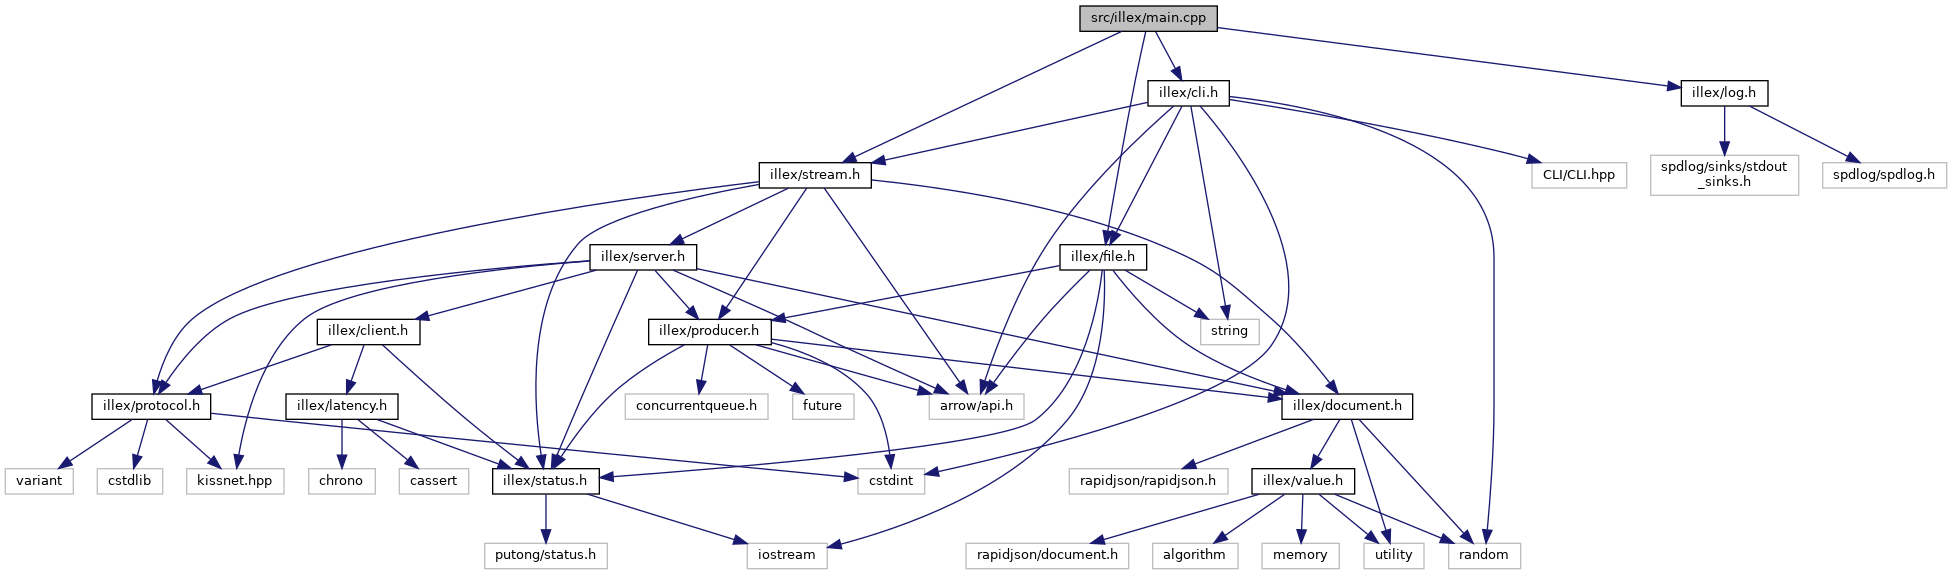 src/illex/main.cpp
illex/cli.h
illex/log.h
illex/stream.h
CLI/CLI.hpp
spdlog/sinks/stdout
_sinks.h
spdlog/spdlog.h
illex/server.h
illex/file.h
illex/client.h
illex/producer.h
string
illex/protocol.h
illex/latency.h
concurrentqueue.h
future
arrow/api.h
illex/document.h
variant
cstdlib
kissnet.hpp
chrono
cassert
illex/status.h
cstdint
rapidjson/rapidjson.h
illex/value.h
putong/status.h
iostream
rapidjson/document.h
algorithm
memory
utility
random